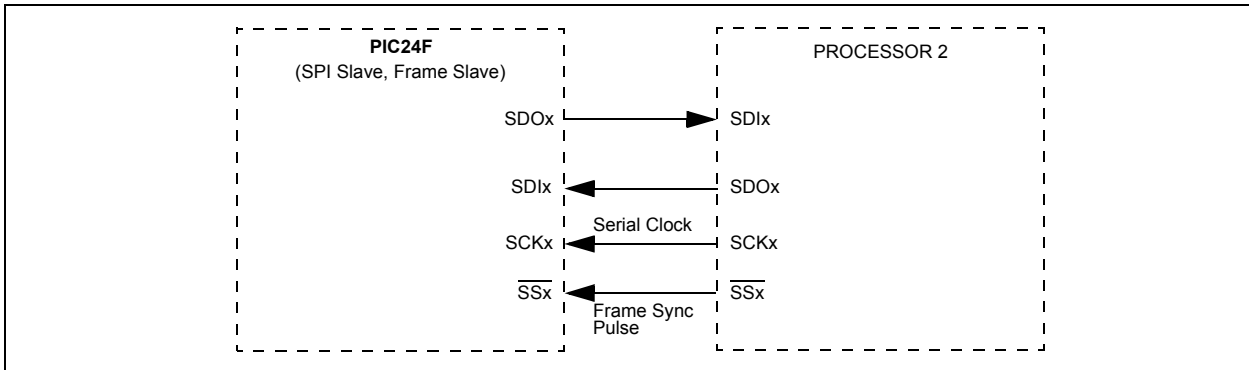 PIC24F
(SPI Slave, Frame Slave)
PROCESSOR 2
SDOx
SDIx
SDIx
SDOx
Serial Clock
SCKx
SCKx
SSx
SSx
Frame Sync
Pulse